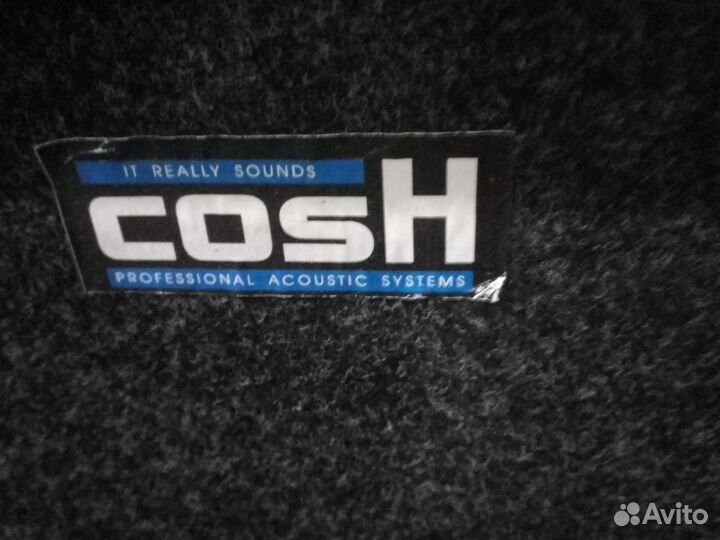 IT REALLY SOUNDS
cosH
PROFESSIONAL ACOUSTIC SYSTEMS
Avito